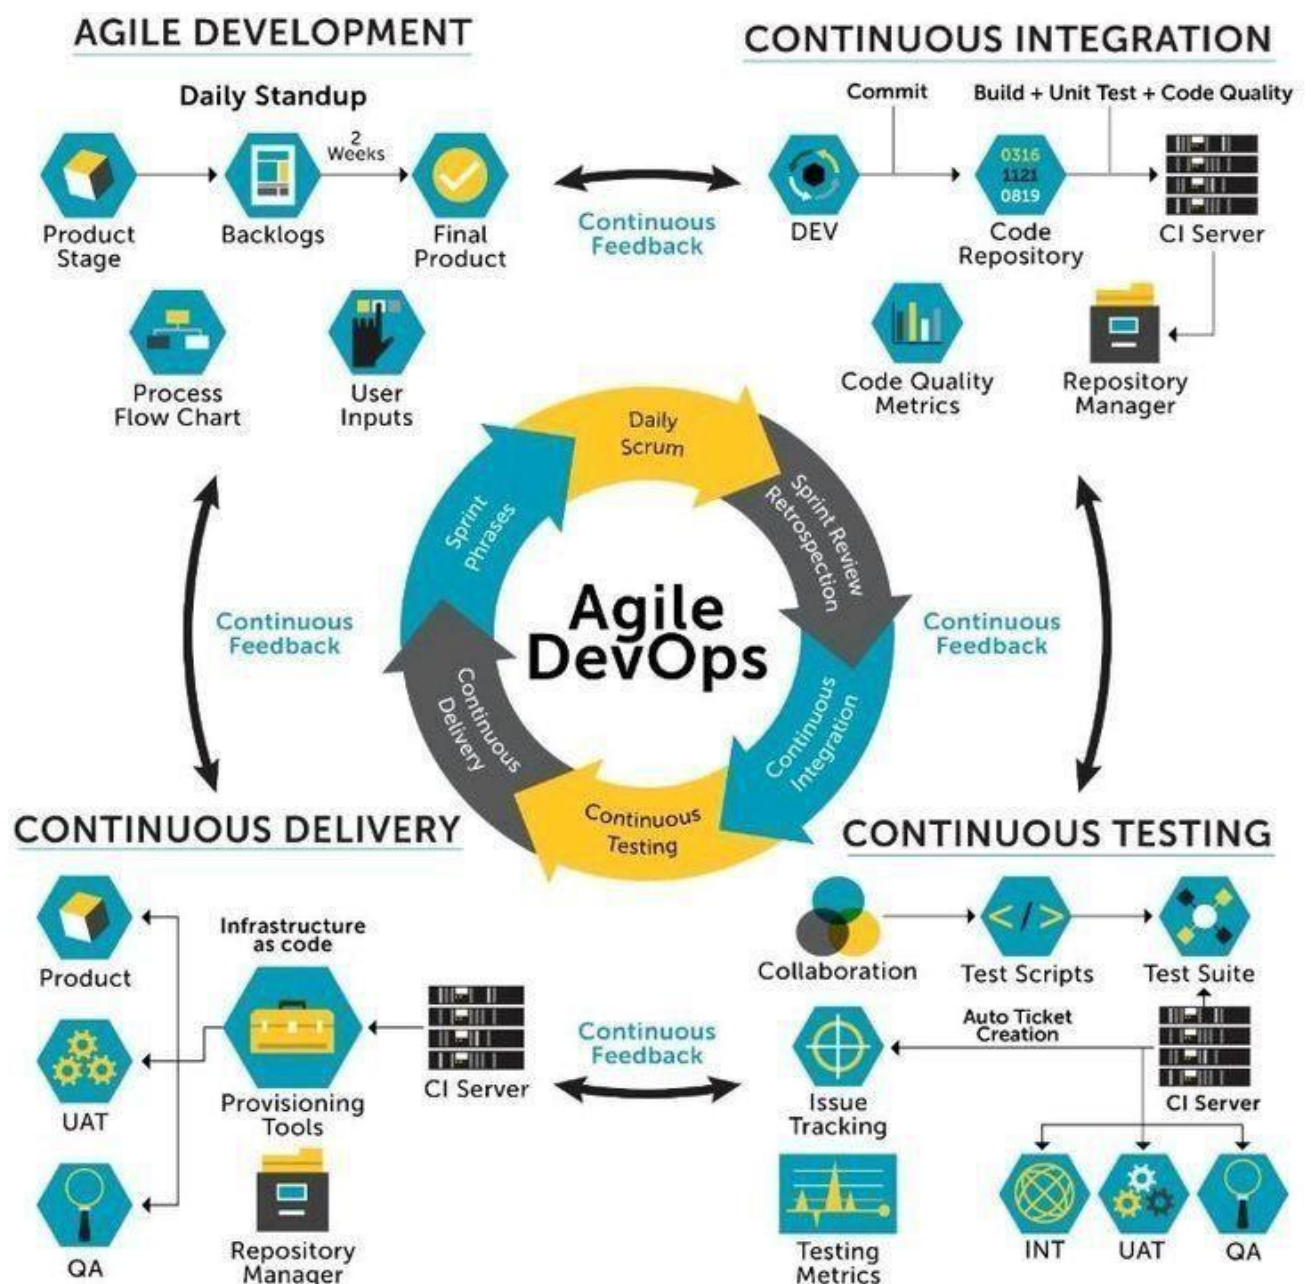 AGILE DEVELOPMENT
Daily Standup
2
Weeks
Product
Stage
Backlogs
Final
Product
Process
Flow Chart
User
Inputs
Continuous
Feedback
CONTINUOUS INTEGRATION
Commit
Build + Unit Test + Code Quality
0316
1121
0819
DEV
Code
Repository
CI Server
Code Quality
Metrics
Repository
Manager
Daily
Scrum
Sprint Review
Retrospection
Continuous
Integration
Continuous
Testing
Continuous
Delivery
Sprint
Phrases
Agile
DevOps
Continuous
Feedback
Continuous
Feedback
CONTINUOUS DELIVERY
Product
Infrastructure
as code
UAT
Provisioning
Tools
CI Server
QA
Repository
Manager
Continuous
Feedback
CONTINUOUS TESTING
Collaboration
</>
Test Scripts
Test Suite
Auto Ticket
Creation
Issue
Tracking
CI Server
Testing
Metrics
INT
UAT
QA